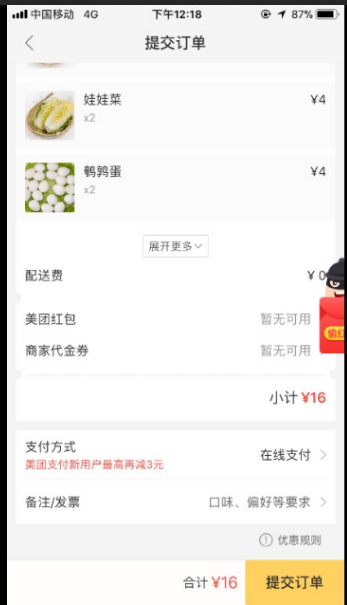 中国移动 4G 下午12:18 87%
提交订单
娃娃菜 ¥4
x2
鹌鹑蛋 ¥4
x2
展开更多
配送费 ¥0
美团红包 暂无可用
商家代金券 暂无可用
偷红
小计 ¥16
支付方式 在线支付
美团支付新用户最高再减3元
备注/发票 口味、偏好等要求
优惠规则
合计 ¥16 提交订单